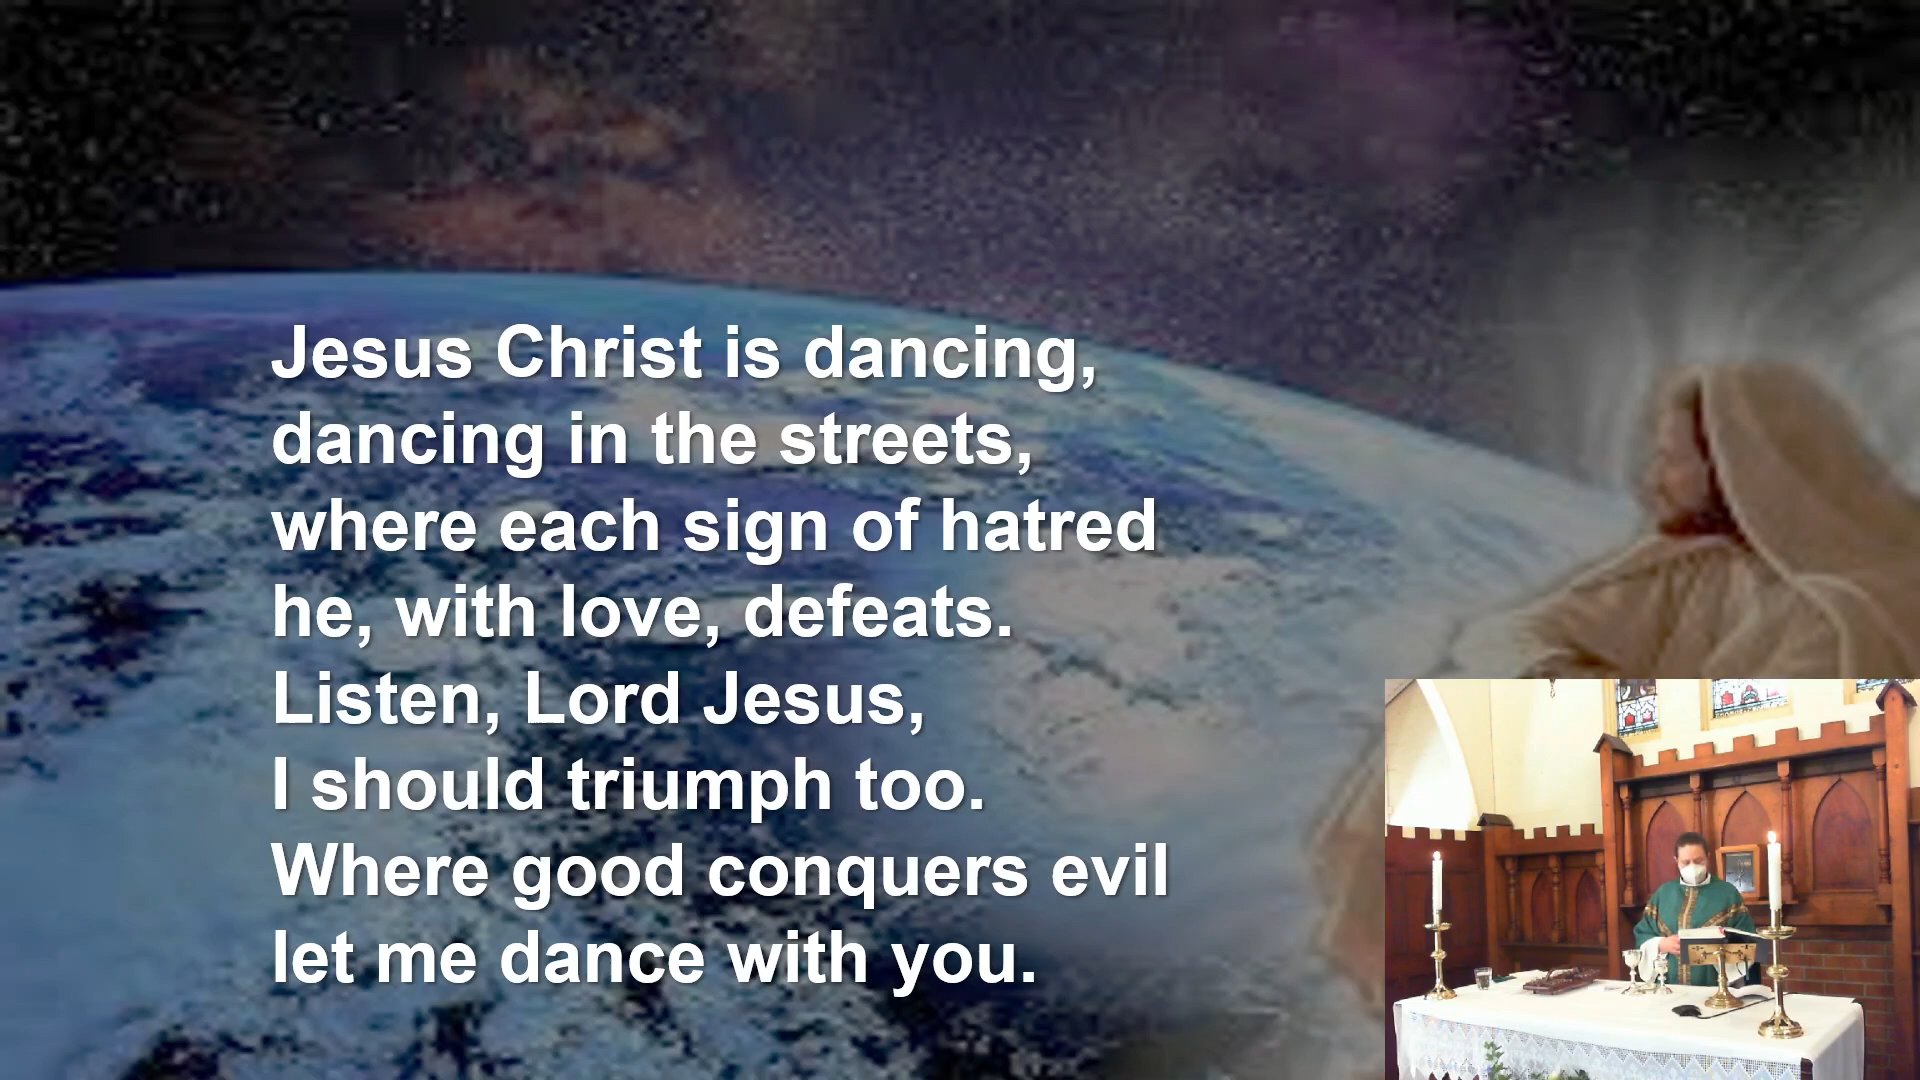 Jesus Christ is dancing,
dancing in the streets,
where each sign of hatred
he, with love, defeats.
Listen, Lord Jesus,
I should triumph too.
Where good conquers evil
let me dance with you.